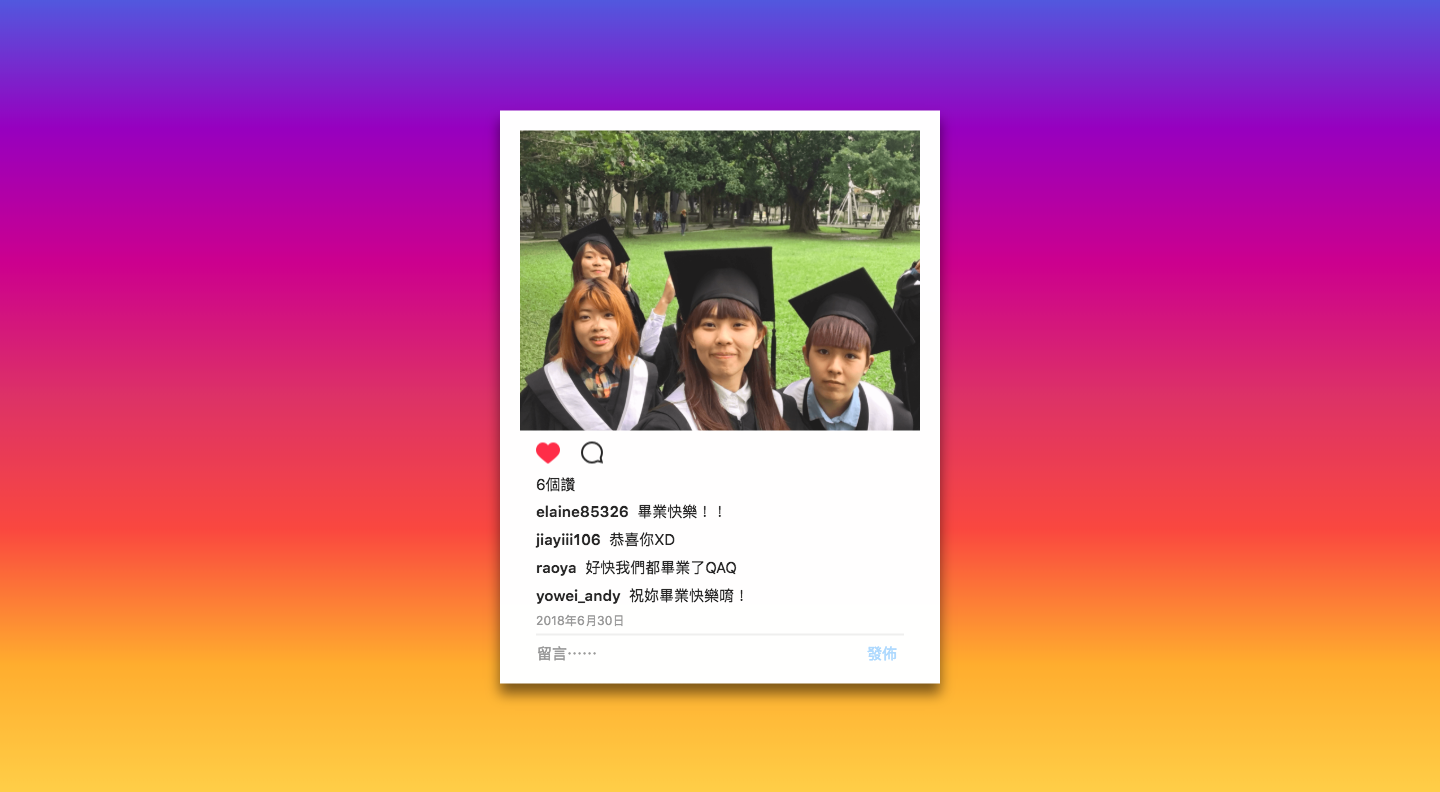 6個讚
elaine85326 畢業快樂！！
jiayiii106 恭喜你XD
raoya 好快我們都畢業了QAQ
yowei_andy 祝妳畢業快樂唷！
2018年6月30日
留言⋯⋯ 發佈